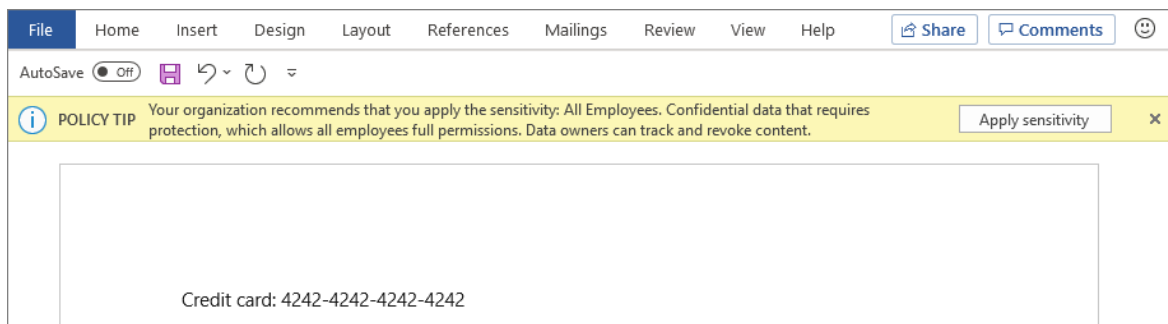 File Home Insert Design Layout References Mailings Review View Help Share Comments
AutoSave Off
POLICY TIP Your organization recommends that you apply the sensitivity: All Employees. Confidential data that requires
protection, which allows all employees full permissions. Data owners can track and revoke content.
Apply sensitivity
Credit card: 4242-4242-4242-4242